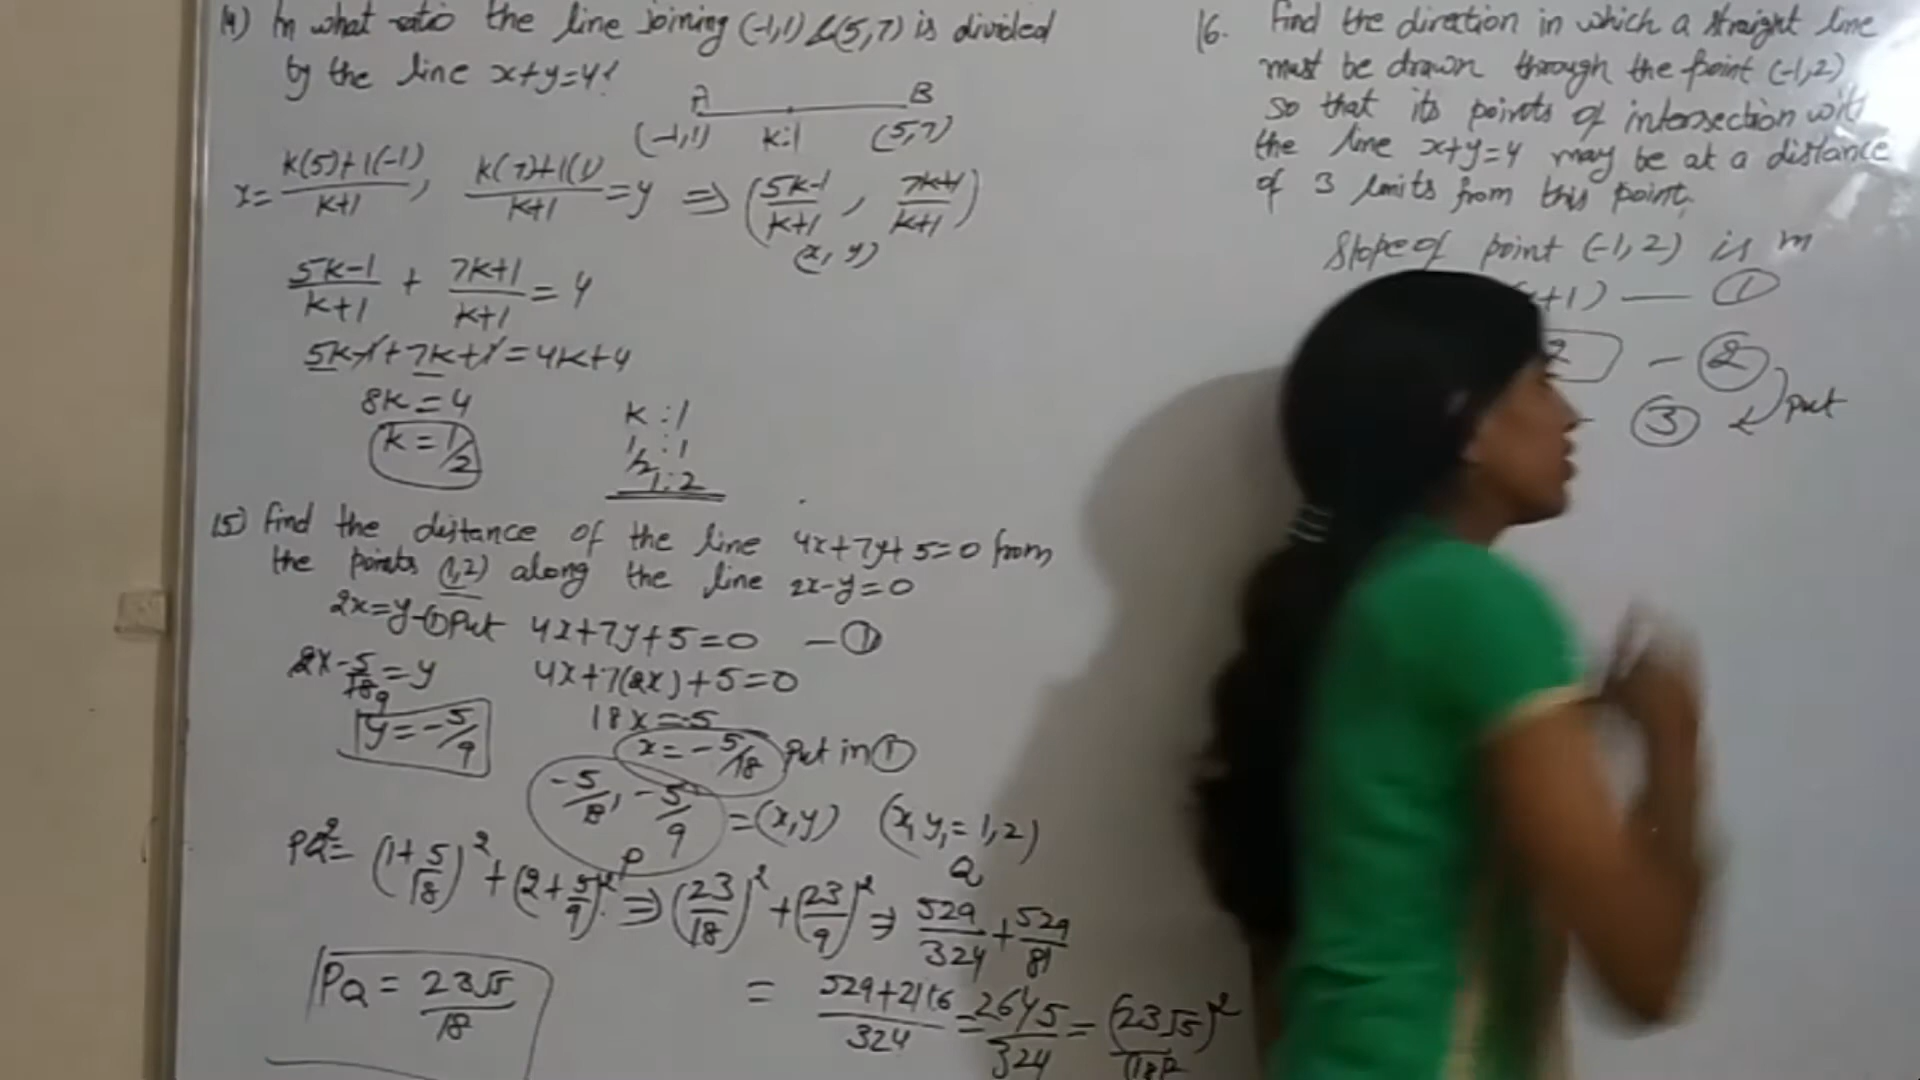 14) In what ratio the line joining (-1,1) & (5,7) is divided
by the line x+y=4?
A B
(-1,1) k:1 (5,7)
x= k(5)+1(-1)/k+1, k(7)+1(1)/k+1 =y ⇒ (5k-1/k+1, 7k+1/k+1)
(x, y)
5k-1/k+1 + 7k+1/k+1 = 4
5k-1+7k+1=4k+4
8k=4
k=1/2
k:1
1/2:1
1:2
15) find the distance of the line 4x+7y+5=0 from
the points (1,2) along the line 2x-y=0
2x=y-① Put 4x+7y+5=0 -①
2x-5/18 9=y 4x+7(2x)+5=0
y=-5/9 18x=-5
x=-5/18 Put in ①
-5/18, -5/9 =(x,y) (x,y,=1,2)
P Q
PQ²= (1+5/18)²+(2+5/9)² ⇒ (23/18)²+(23/9)² ⇒ 529/324+529/81
= 529+2116/324 = 2645/324 = (23√5)²/(18)²
PQ = 23√5/18
16. Find the direction in which a straight line
must be drawn through the point (-1,2)
so that its points of intersection with
the line x+y=4 may be at a distance
of 3 units from this point.
Slope of point (-1,2) is m
x+1) — ①
2 - ②
- ③ Put